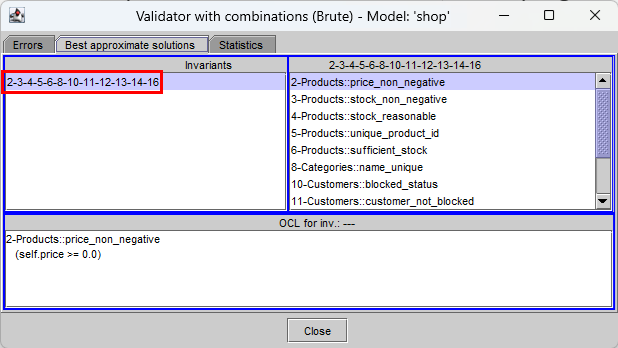 Validator with combinations (Brute) - Model: 'shop'
Errors
Best approximate solutions
Statistics
Invariants
2-3-4-5-6-8-10-11-12-13-14-16
2-3-4-5-6-8-10-11-12-13-14-16
2-Products::price_non_negative
3-Products::stock_non_negative
4-Products::stock_reasonable
5-Products::unique_product_id
6-Products::sufficient_stock
8-Categories::name_unique
10-Customers::blocked_status
11-Customers::customer_not_blocked
OCL for inv.: ---
2-Products::price_non_negative
(self.price >= 0.0)
Close